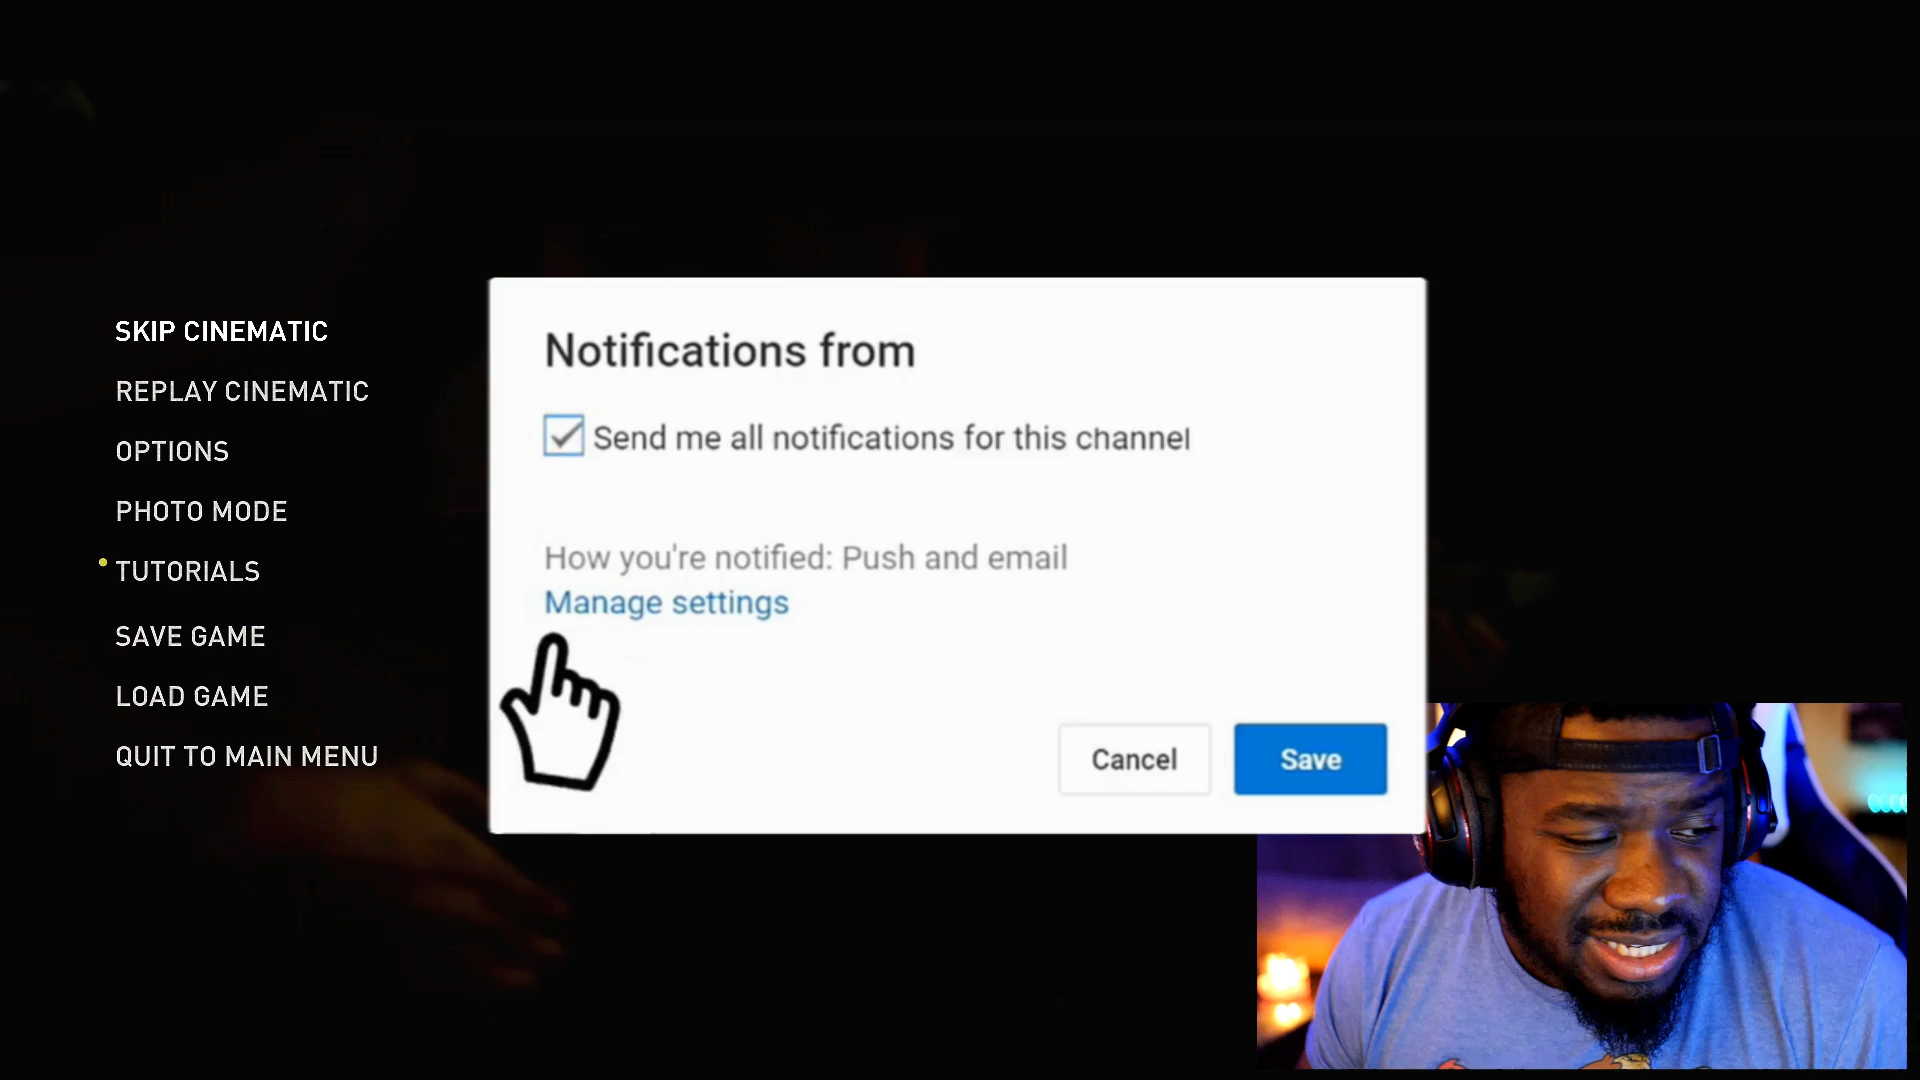 SKIP CINEMATIC
REPLAY CINEMATIC
OPTIONS
PHOTO MODE
TUTORIALS
SAVE GAME
LOAD GAME
QUIT TO MAIN MENU
Notifications from
Send me all notifications for this channel
How you're notified: Push and email
Manage settings
Cancel
Save